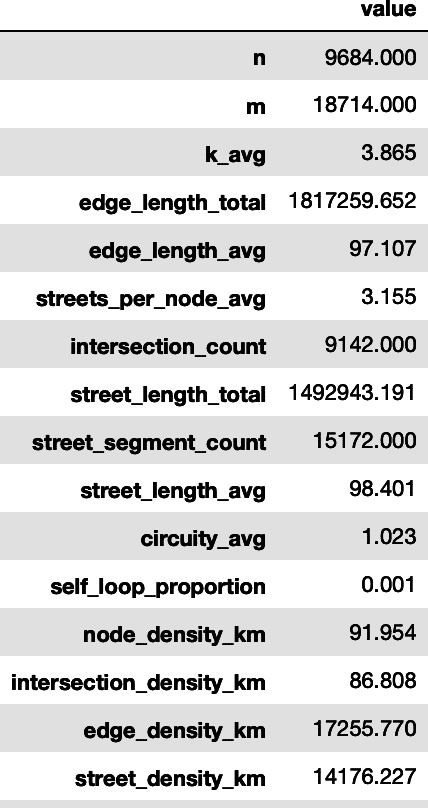 value
n 9684.000
m 18714.000
k_avg 3.865
edge_length_total 1817259.652
edge_length_avg 97.107
streets_per_node_avg 3.155
intersection_count 9142.000
street_length_total 1492943.191
street_segment_count 15172.000
street_length_avg 98.401
circuity_avg 1.023
self_loop_proportion 0.001
node_density_km 91.954
intersection_density_km 86.808
edge_density_km 17255.770
street_density_km 14176.227